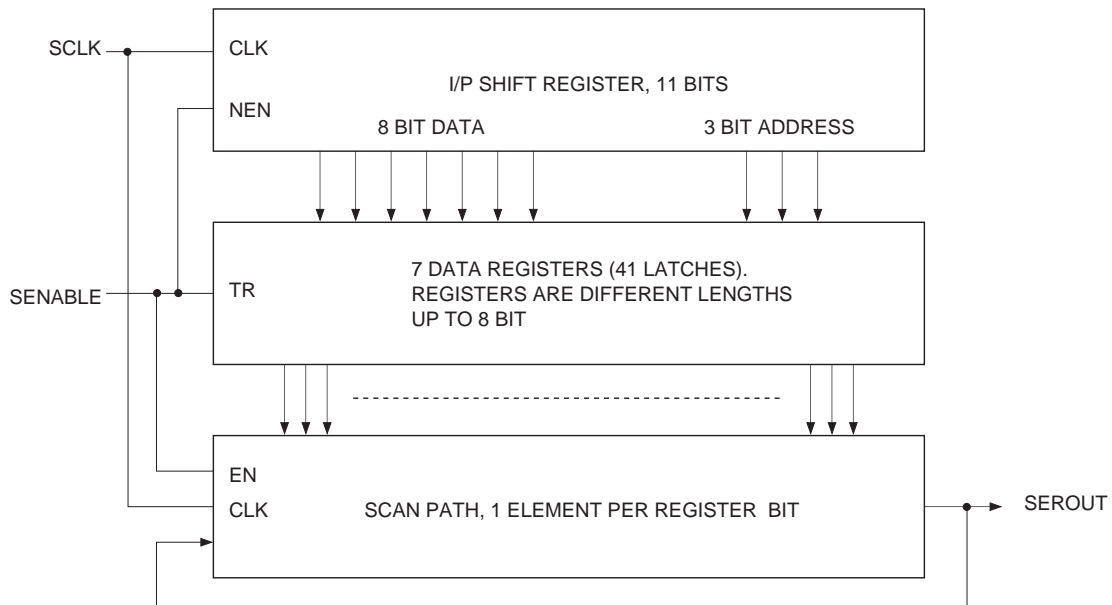 SCLK
CLK
I/P SHIFT REGISTER, 11 BITS
NEN
8 BIT DATA
3 BIT ADDRESS
SENABLE
TR
7 DATA REGISTERS (41 LATCHES).
REGISTERS ARE DIFFERENT LENGTHS
UP TO 8 BIT
EN
CLK
SCAN PATH, 1 ELEMENT PER REGISTER BIT
SEROUT